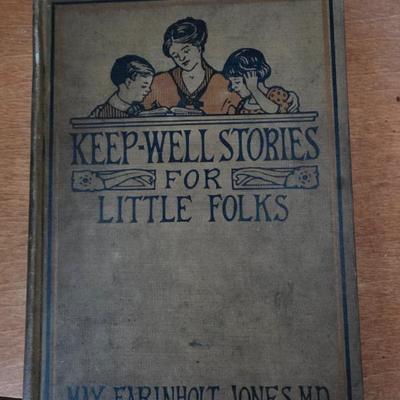 KEEP-WELL STORIES
FOR
LITTLE FOLKS
MAY FARINHOLT JONES, M.D.